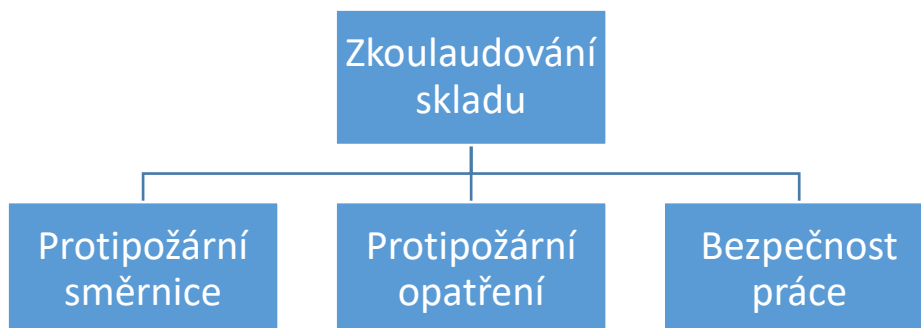 Zkoulaudování
skladu
Protipožární
směrnice
Protipožární
opatření
Bezpečnost
práce